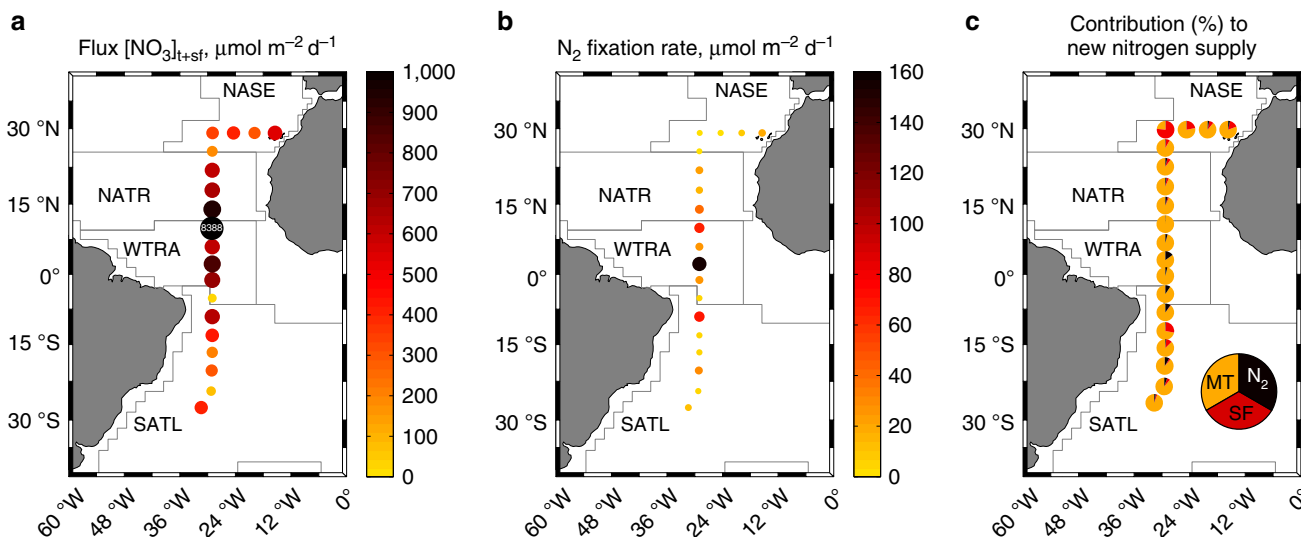 a
Flux [NO₃]ₜ₊ₛf, μmol m⁻² d⁻¹
NASE
NATR
WTRA
SATL
8388
30 °N
15 °N
0°
15 °S
30 °S
60 °W
48 °W
36 °W
24 °W
12 °W
0°
1,000
900
800
700
600
500
400
300
200
100
0
b
N₂ fixation rate, μmol m⁻² d⁻¹
NASE
NATR
WTRA
SATL
30 °N
15 °N
0°
15 °S
30 °S
60 °W
48 °W
36 °W
24 °W
12 °W
0°
160
140
120
100
80
60
40
20
0
c
Contribution (%) to
new nitrogen supply
NASE
NATR
WTRA
SATL
MT
N₂
SF
30 °N
15 °N
0°
15 °S
30 °S
60 °W
48 °W
36 °W
24 °W
12 °W
0°